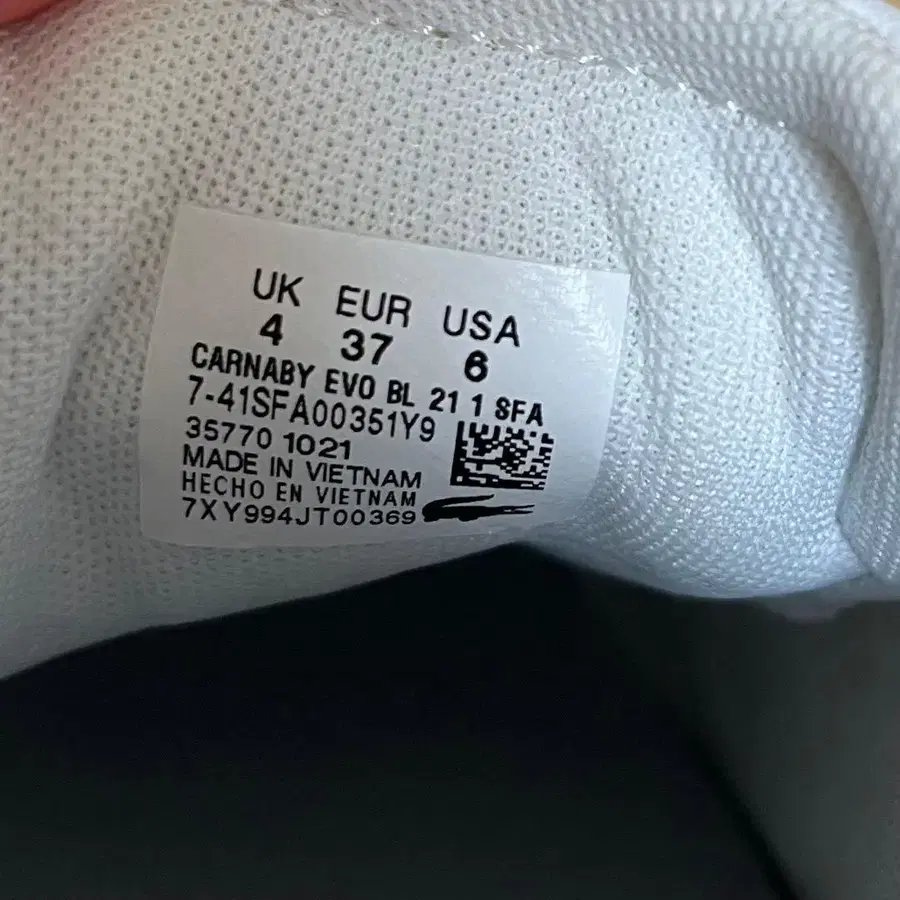 UK EUR USA
4 37 6
CARNABY EVO BL 21 1 SFA
7-41SFA00351Y9
35770 1021
MADE IN VIETNAM
HECHO EN VIETNAM
7XY994JT00369